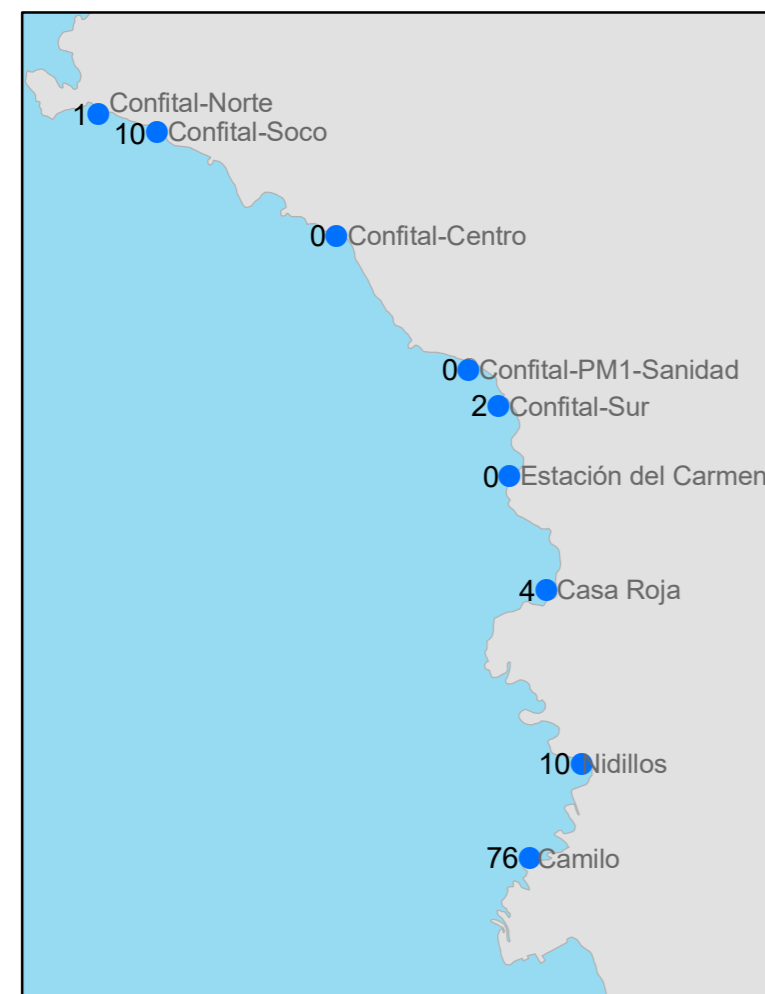 1 Confital-Norte
10 Confital-Soco
0 Confital-Centro
0 Confital-PM1-Sanidad
2 Confital-Sur
0 Estación del Carmen
4 Casa Roja
10 Nidillos
76 Camilo